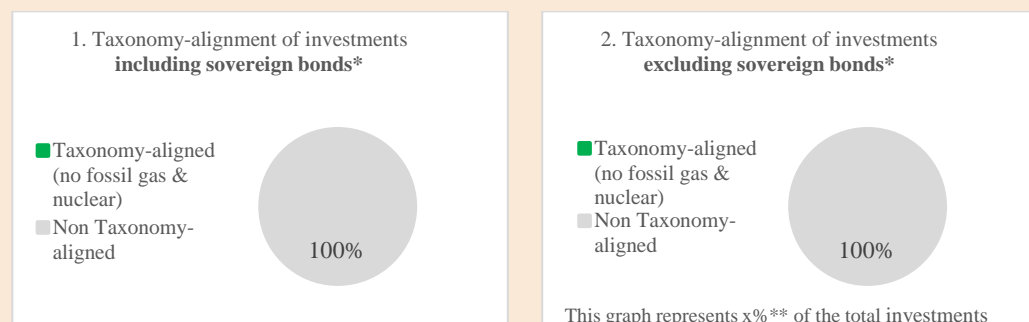 1. Taxonomy-alignment of investments
including sovereign bonds*
Taxonomy-aligned
(no fossil gas &
nuclear)
Non Taxonomy-
aligned
100%
2. Taxonomy-alignment of investments
excluding sovereign bonds*
Taxonomy-aligned
(no fossil gas &
nuclear)
Non Taxonomy-
aligned
100%
This graph represents x%** of the total investments